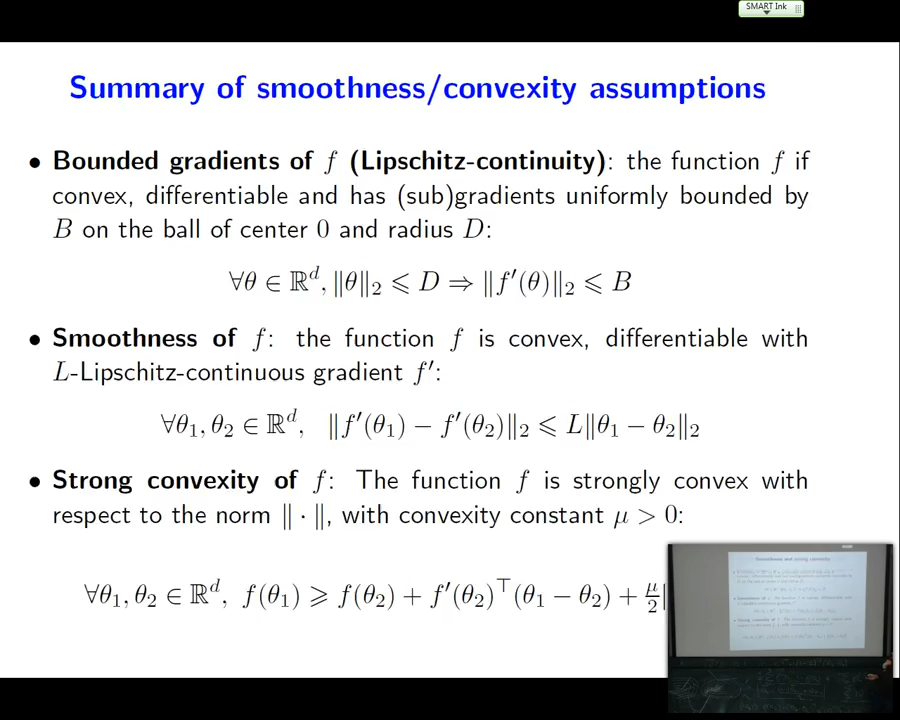 SMART Ink
Summary of smoothness/convexity assumptions
• Bounded gradients of f (Lipschitz-continuity): the function f if
convex, differentiable and has (sub)gradients uniformly bounded by
B on the ball of center 0 and radius D:
∀θ ∈ ℝᵈ, ‖θ‖₂ ⩽ D ⇒ ‖f′(θ)‖₂ ⩽ B
• Smoothness of f: the function f is convex, differentiable with
L-Lipschitz-continuous gradient f′:
∀θ₁, θ₂ ∈ ℝᵈ, ‖f′(θ₁) − f′(θ₂)‖₂ ⩽ L‖θ₁ − θ₂‖₂
• Strong convexity of f: The function f is strongly convex with
respect to the norm ‖ · ‖, with convexity constant μ > 0:
∀θ₁, θ₂ ∈ ℝᵈ, f(θ₁) ⩾ f(θ₂) + f′(θ₂)⊤(θ₁ − θ₂) + μ/2